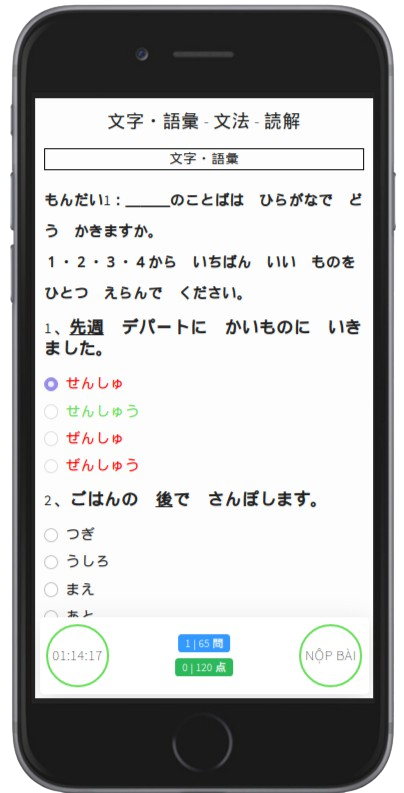 文字・語彙 - 文法 - 読解
文字・語彙
もんだい1：______のことばは　ひらがなで　ど
う　かきますか。
１・２・３・４から　いちばん　いい　ものを
ひとつ　えらんで　ください。
1、先週　デパートに　かいものに　いき
ました。
せんしゅ
せんしゅう
ぜんしゅ
ぜんしゅう
2、ごはんの　後で　さんぽします。
つぎ
うしろ
まえ
あと
01:14:17
1 | 65 問
0 | 120 点
NỘP BÀI